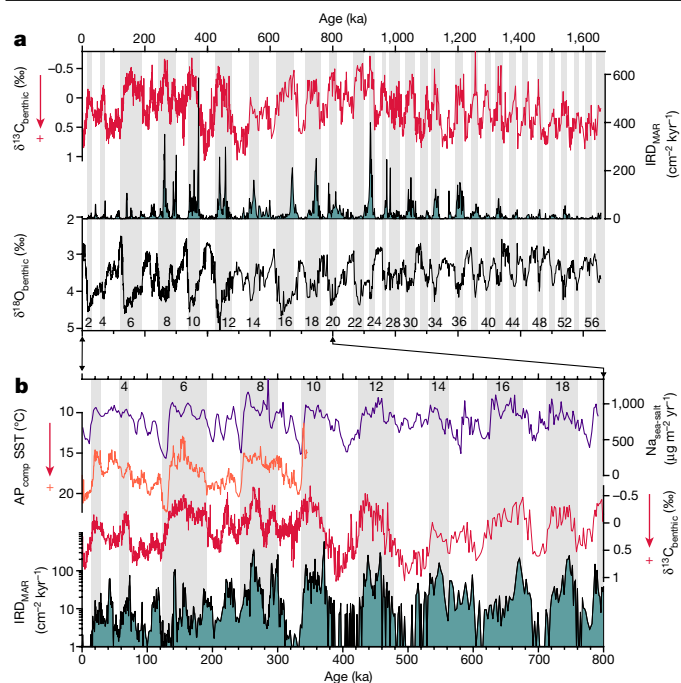 Age (ka)
0 200 400 600 800 1,000 1,200 1,400 1,600
a
–0.5
0
0.5
1
δ13Cbenthic (‰)
+
600
400
200
0
IRDMAR
(cm–2 kyr–1)
2
3
4
5
δ18Obenthic (‰)
2 4 6 8 10 12 14 16 18 20 22 24 28 30 34 36 40 44 48 52 56
b
4 6 8 10 12 14 16 18
10
15
20
APcomp SST (°C)
+
1,000
500
0
Nasea-salt
(μg m–2 yr–1)
–0.5
0
0.5
1
δ13Cbenthic (‰)
+
100
10
1
IRDMAR
(cm–2 kyr–1)
0 100 200 300 400 500 600 700 800
Age (ka)